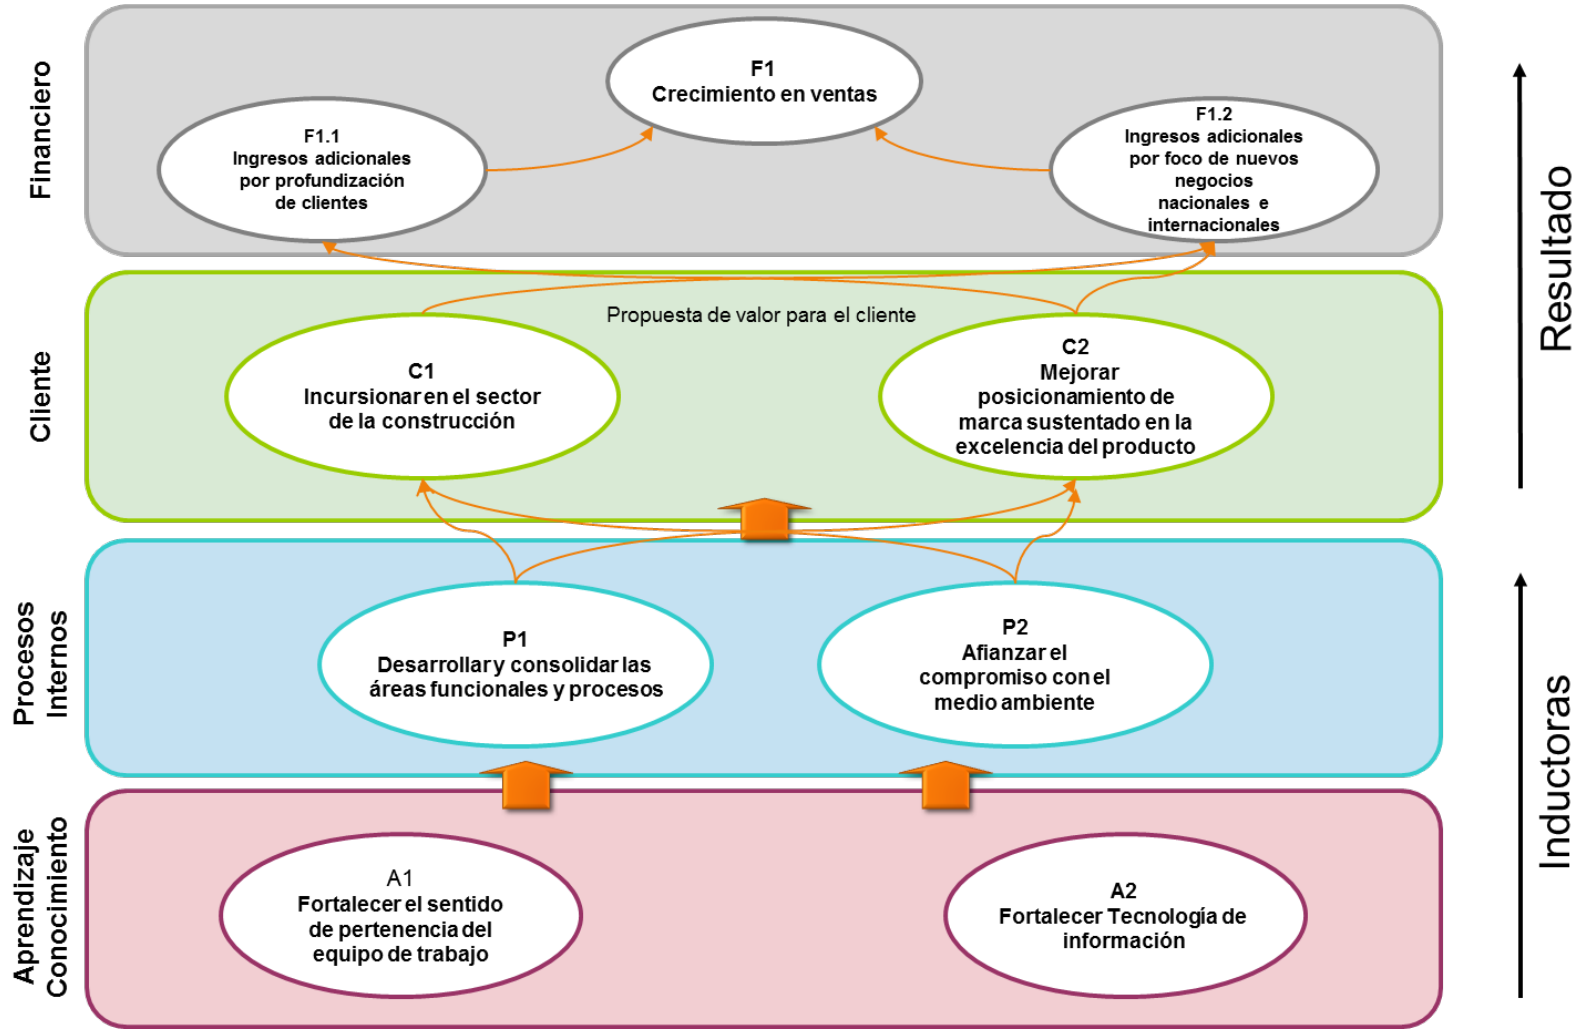 Financiero
F1
Crecimiento en ventas
F1.1
Ingresos adicionales
por profundización
de clientes
F1.2
Ingresos adicionales
por foco de nuevos
negocios
nacionales e
internacionales
Resultado
Cliente
Propuesta de valor para el cliente
C1
Incursionar en el sector
de la construcción
C2
Mejorar
posicionamiento de
marca sustentado en la
excelencia del producto
Procesos
Internos
P1
Desarrollar y consolidar las
áreas funcionales y procesos
P2
Afianzar el
compromiso con el
medio ambiente
Inductoras
Aprendizaje
Conocimiento
A1
Fortalecer el sentido
de pertenencia del
equipo de trabajo
A2
Fortalecer Tecnología de
información